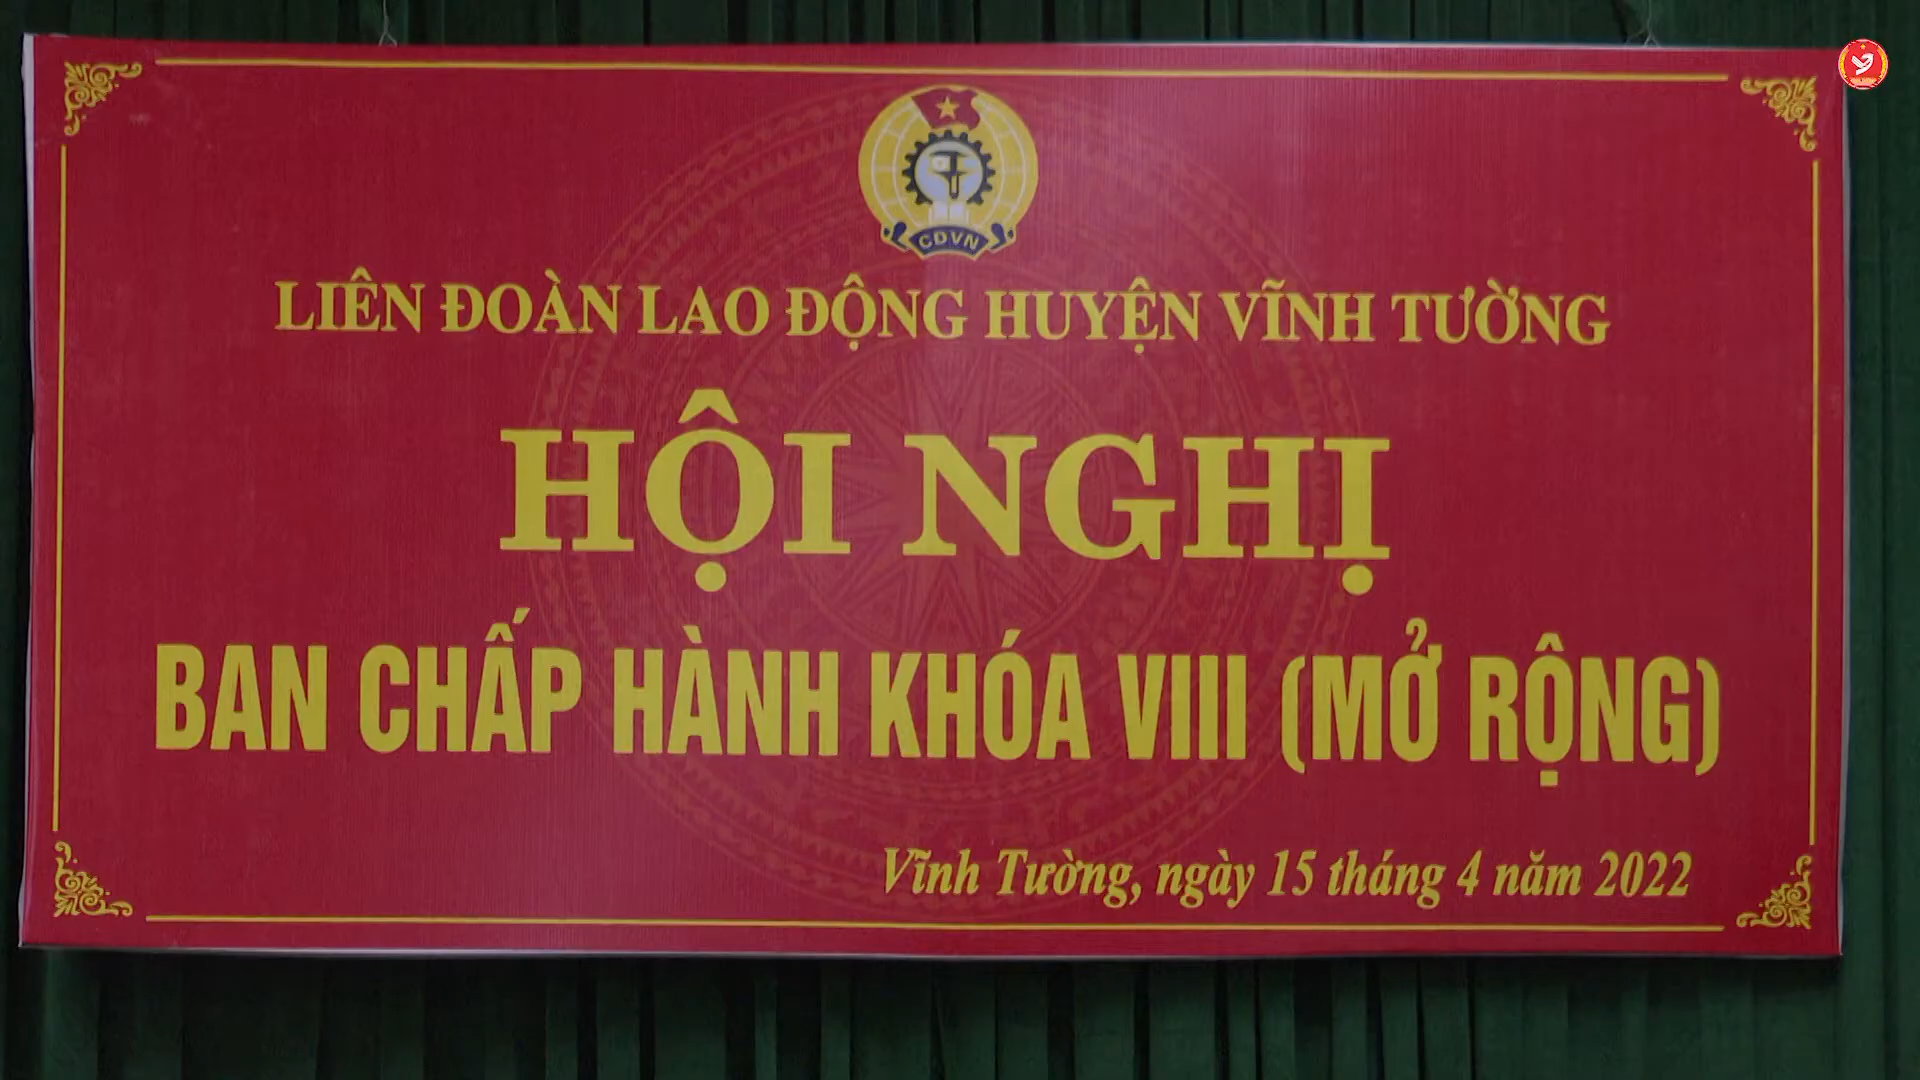 CDVN
LIÊN ĐOÀN LAO ĐỘNG HUYỆN VĨNH TƯỜNG
HỘI NGHỊ
BAN CHẤP HÀNH KHÓA VIII (MỞ RỘNG)
Vĩnh Tường, ngày 15 tháng 4 năm 2022